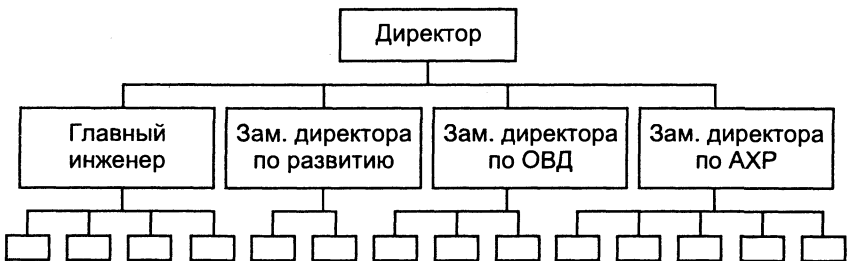 Директор
Главный
инженер
Зам. директора
по развитию
Зам. директора
по ОВД
Зам. директора
по АХР